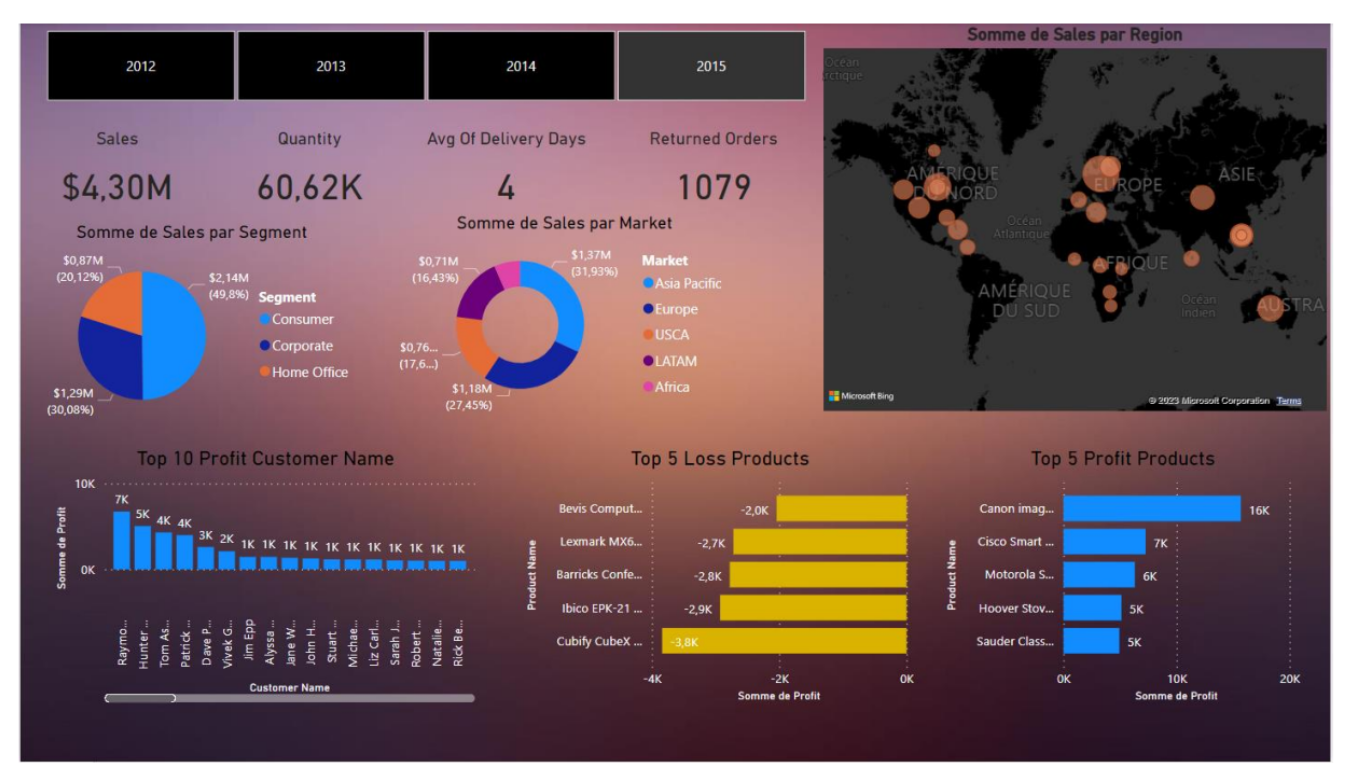 2012
2013
2014
2015
Sales
Quantity
Avg Of Delivery Days
Returned Orders
$4,30M
60,62K
4
1079
Somme de Sales par Segment
$0,87M
(20,12%)
$2,14M
(49,8%)
$1,29M
(30,08%)
Segment
Consumer
Corporate
Home Office
Somme de Sales par Market
$0,71M
(16,43%)
$1,37M
(31,93%)
$0,76...
(17,6...)
$1,18M
(27,45%)
Market
Asia Pacific
Europe
USCA
LATAM
Africa
Somme de Sales par Region
Océan
Arctique
AMÉRIQUE
DU NORD
EUROPE
ASIE
Océan
Atlantique
AFRIQUE
AMÉRIQUE
DU SUD
Océan
Indien
AUSTRA
Microsoft Bing
© 2023 Microsoft Corporation Terms
Top 10 Profit Customer Name
Somme de Profit
10K
0K
7K
5K
4K
4K
3K
2K
1K
1K
1K
1K
1K
1K
1K
1K
1K
1K
1K
Raymo...
Hunter ...
Tom As...
Patrick ...
Dave P...
Vivek G...
Jim Epp
Alyssa ...
Jane W...
John H...
Stuart ...
Michae...
Liz Carl...
Sarah J...
Robert ...
Natalie...
Rick Be...
Customer Name
Top 5 Loss Products
Product Name
Bevis Comput...
-2,0K
Lexmark MX6...
-2,7K
Barricks Confe...
-2,8K
Ibico EPK-21 ...
-2,9K
Cubify CubeX ...
-3,8K
-4K
-2K
0K
Somme de Profit
Top 5 Profit Products
Product Name
Canon imag...
16K
Cisco Smart ...
7K
Motorola S...
6K
Hoover Stov...
5K
Sauder Class...
5K
0K
10K
20K
Somme de Profit